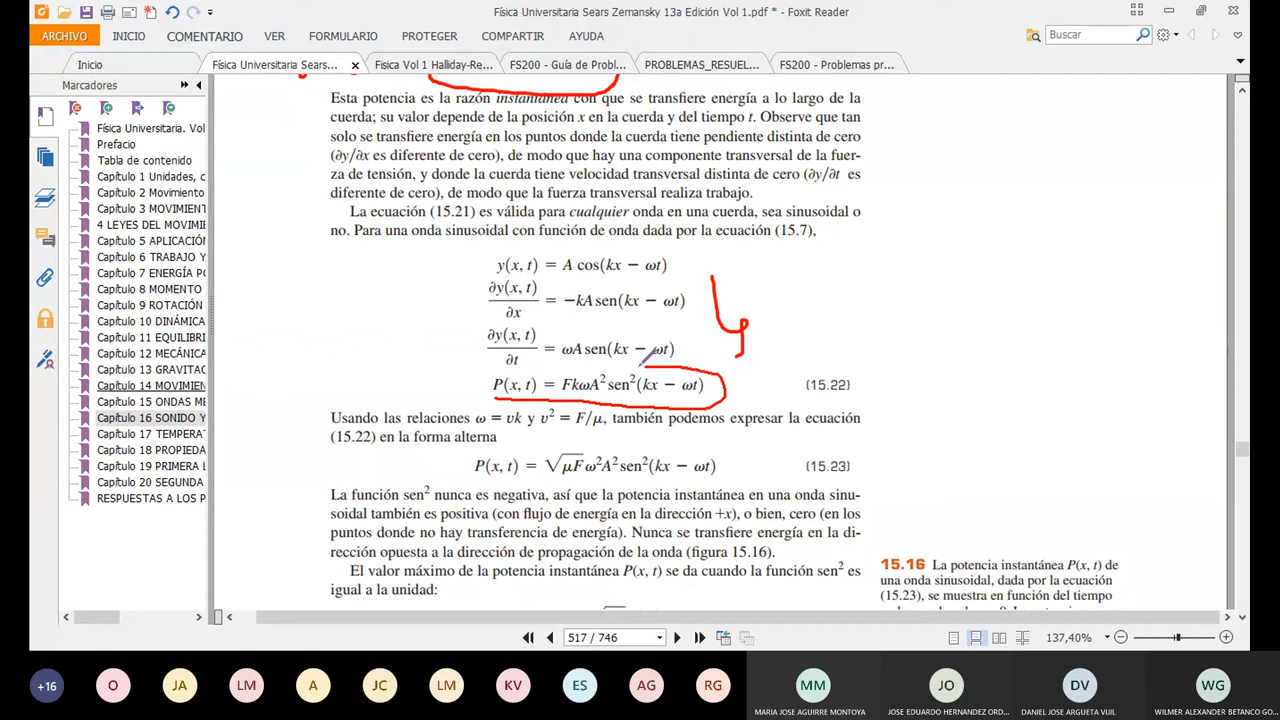 Física Universitaria Sears Zemansky 13a Edición Vol 1.pdf * - Foxit Reader
ARCHIVO INICIO COMENTARIO VER FORMULARIO PROTEGER COMPARTIR AYUDA Buscar
Inicio Física Universitaria Sears... Fisica Vol 1 Halliday-Re... FS200 - Guía de Probl... PROBLEMAS_RESUEL... FS200 - Problemas pr...
Marcadores
Física Universitaria. Vol
Prefacio
Tabla de contenido
Capítulo 1 Unidades, c
Capítulo 2 Movimiento
Capítulo 3 MOVIMIEN
4 LEYES DEL MOVIMI
Capítulo 5 APLICACIÓN
Capítulo 6 TRABAJO Y
Capítulo 7 ENERGÍA PO
Capítulo 8 MOMENTO
Capítulo 9 ROTACIÓN
Capítulo 10 DINÁMICA
Capítulo 11 EQUILIBRI
Capítulo 12 MECÁNICA
Capítulo 13 GRAVITAC
Capítulo 14 MOVIMIEN
Capítulo 15 ONDAS ME
Capítulo 16 SONIDO Y
Capítulo 17 TEMPERAT
Capítulo 18 PROPIEDA
Capítulo 19 PRIMERA L
Capítulo 20 SEGUNDA
RESPUESTAS A LOS P
Esta potencia es la razón instantánea con que se transfiere energía a lo largo de la
cuerda; su valor depende de la posición x en la cuerda y del tiempo t. Observe que tan
solo se transfiere energía en los puntos donde la cuerda tiene pendiente distinta de cero
(∂y/∂x es diferente de cero), de modo que hay una componente transversal de la fuer-
za de tensión, y donde la cuerda tiene velocidad transversal distinta de cero (∂y/∂t es
diferente de cero), de modo que la fuerza transversal realiza trabajo.
La ecuación (15.21) es válida para cualquier onda en una cuerda, sea sinusoidal o
no. Para una onda sinusoidal con función de onda dada por la ecuación (15.7),
y(x, t) = A cos(kx − ωt)
∂y(x, t)/∂x = −kA sen(kx − ωt)
∂y(x, t)/∂t = ωA sen(kx − ωt)
P(x, t) = FkωA² sen²(kx − ωt) (15.22)
Usando las relaciones ω = vk y v² = F/μ, también podemos expresar la ecuación
(15.22) en la forma alterna
P(x, t) = √μF ω²A² sen²(kx − ωt) (15.23)
La función sen² nunca es negativa, así que la potencia instantánea en una onda sinu-
soidal también es positiva (con flujo de energía en la dirección +x), o bien, cero (en los
puntos donde no hay transferencia de energía). Nunca se transfiere energía en la di-
rección opuesta a la dirección de propagación de la onda (figura 15.16).
El valor máximo de la potencia instantánea P(x, t) se da cuando la función sen² es
igual a la unidad:
15.16 La potencia instantánea P(x, t) de
una onda sinusoidal, dada por la ecuación
(15.23), se muestra en función del tiempo
517 / 746 137,40%
+16 O JA LM A JC LM KV ES AG RG MM JO DV WG
MARIA JOSE AGUIRRE MONTOYA JOSE EDUARDO HERNANDEZ ORD... DANIEL JOSE ARGUETA VIJIL WILMER ALEXANDER BETANCO GO...